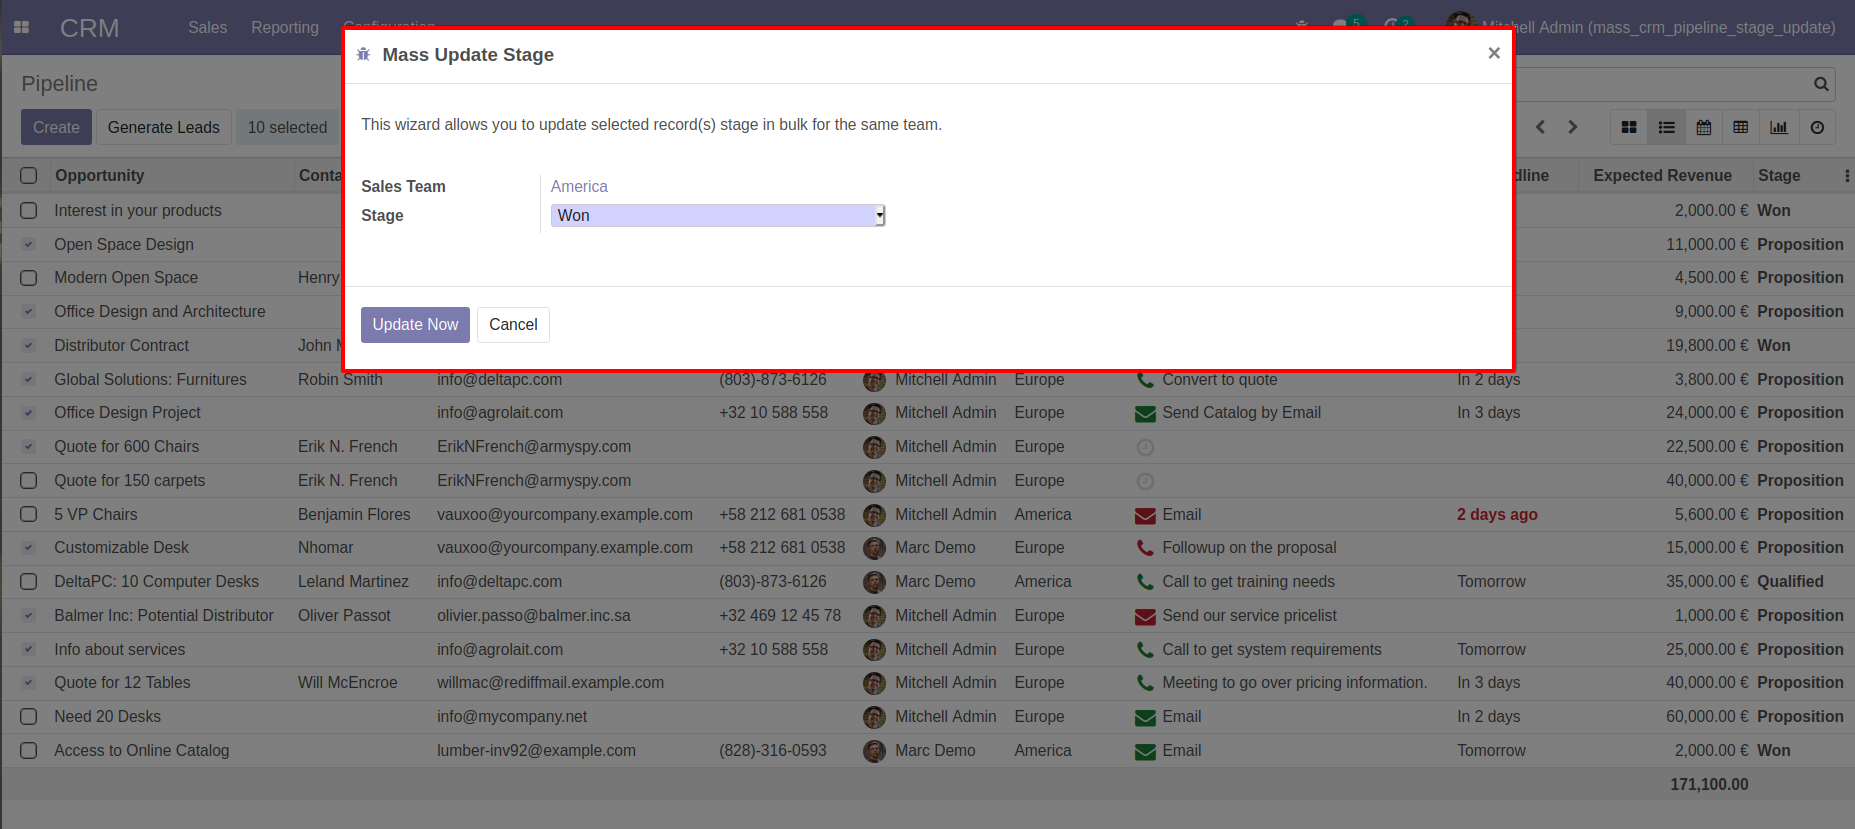 CRM Sales Reporting Configuration 5 2 Mitchell Admin (mass_crm_pipeline_stage_update)
Mass Update Stage ×
Pipeline
Create Generate Leads 10 selected
This wizard allows you to update selected record(s) stage in bulk for the same team.
Sales Team America
Stage Won
Update Now Cancel
Opportunity Conta dline Expected Revenue Stage
Interest in your products 2,000.00 € Won
Open Space Design 11,000.00 € Proposition
Modern Open Space Henry 4,500.00 € Proposition
Office Design and Architecture 9,000.00 € Proposition
Distributor Contract John 19,800.00 € Won
Global Solutions: Furnitures Robin Smith info@deltapc.com (803)-873-6126 Mitchell Admin Europe Convert to quote In 2 days 3,800.00 € Proposition
Office Design Project info@agrolait.com +32 10 588 558 Mitchell Admin Europe Send Catalog by Email In 3 days 24,000.00 € Proposition
Quote for 600 Chairs Erik N. French ErikNFrench@armyspy.com Mitchell Admin Europe 22,500.00 € Proposition
Quote for 150 carpets Erik N. French ErikNFrench@armyspy.com Mitchell Admin Europe 40,000.00 € Proposition
5 VP Chairs Benjamin Flores vauxoo@yourcompany.example.com +58 212 681 0538 Mitchell Admin America Email 2 days ago 5,600.00 € Proposition
Customizable Desk Nhomar vauxoo@yourcompany.example.com +58 212 681 0538 Marc Demo Europe Followup on the proposal 15,000.00 € Proposition
DeltaPC: 10 Computer Desks Leland Martinez info@deltapc.com (803)-873-6126 Marc Demo America Call to get training needs Tomorrow 35,000.00 € Qualified
Balmer Inc: Potential Distributor Oliver Passot olivier.passo@balmer.inc.sa +32 469 12 45 78 Mitchell Admin Europe Send our service pricelist 1,000.00 € Proposition
Info about services info@agrolait.com +32 10 588 558 Mitchell Admin Europe Call to get system requirements Tomorrow 25,000.00 € Proposition
Quote for 12 Tables Will McEncroe willmac@rediffmail.example.com Mitchell Admin Europe Meeting to go over pricing information. In 3 days 40,000.00 € Proposition
Need 20 Desks info@mycompany.net Mitchell Admin Europe Email In 2 days 60,000.00 € Proposition
Access to Online Catalog lumber-inv92@example.com (828)-316-0593 Marc Demo America Email Tomorrow 2,000.00 € Won
171,100.00